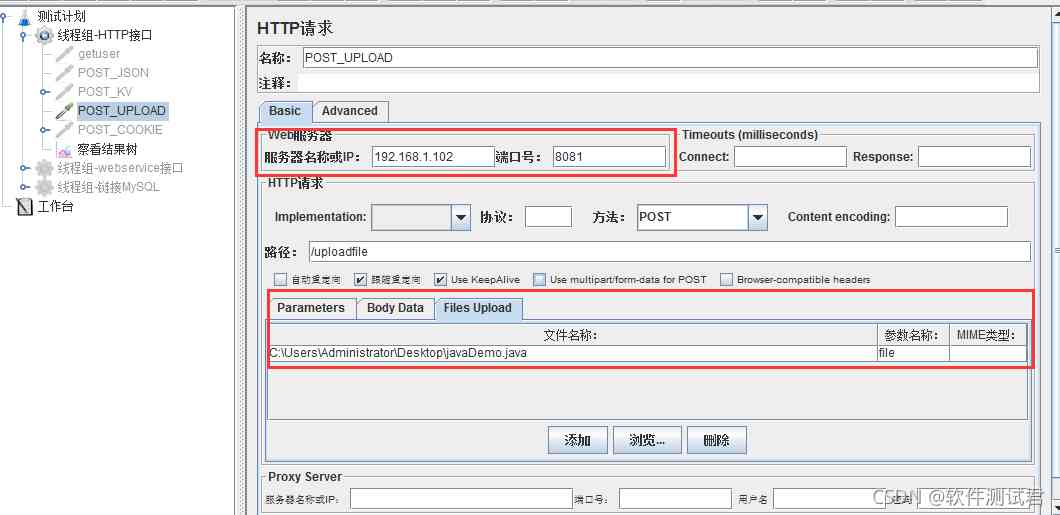 测试计划
线程组-HTTP接口
getuser
POST_JSON
POST_KV
POST_UPLOAD
POST_COOKIE
察看结果树
线程组-webservice接口
线程组-链接MySQL
工作台
HTTP请求
名称： POST_UPLOAD
注释：
Basic Advanced
Web服务器 Timeouts (milliseconds)
服务器名称或IP： 192.168.1.102 端口号： 8081 Connect: Response:
HTTP请求
Implementation: 协议： 方法： POST Content encoding:
路径： /uploadfile
自动重定向 跟随重定向 Use KeepAlive Use multipart/form-data for POST Browser-compatible headers
Parameters Body Data Files Upload
文件名称： 参数名称： MIME类型：
C:\Users\Administrator\Desktop\javaDemo.java file
添加 浏览... 删除
Proxy Server
服务器名称或IP： 端口号： 用户名
CSDN @软件测试君